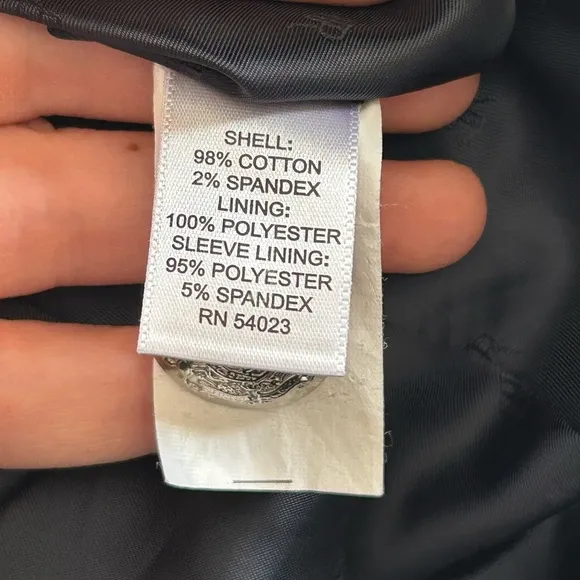 SHELL:
98% COTTON
2% SPANDEX
LINING:
100% POLYESTER
SLEEVE LINING:
95% POLYESTER
5% SPANDEX
RN 54023